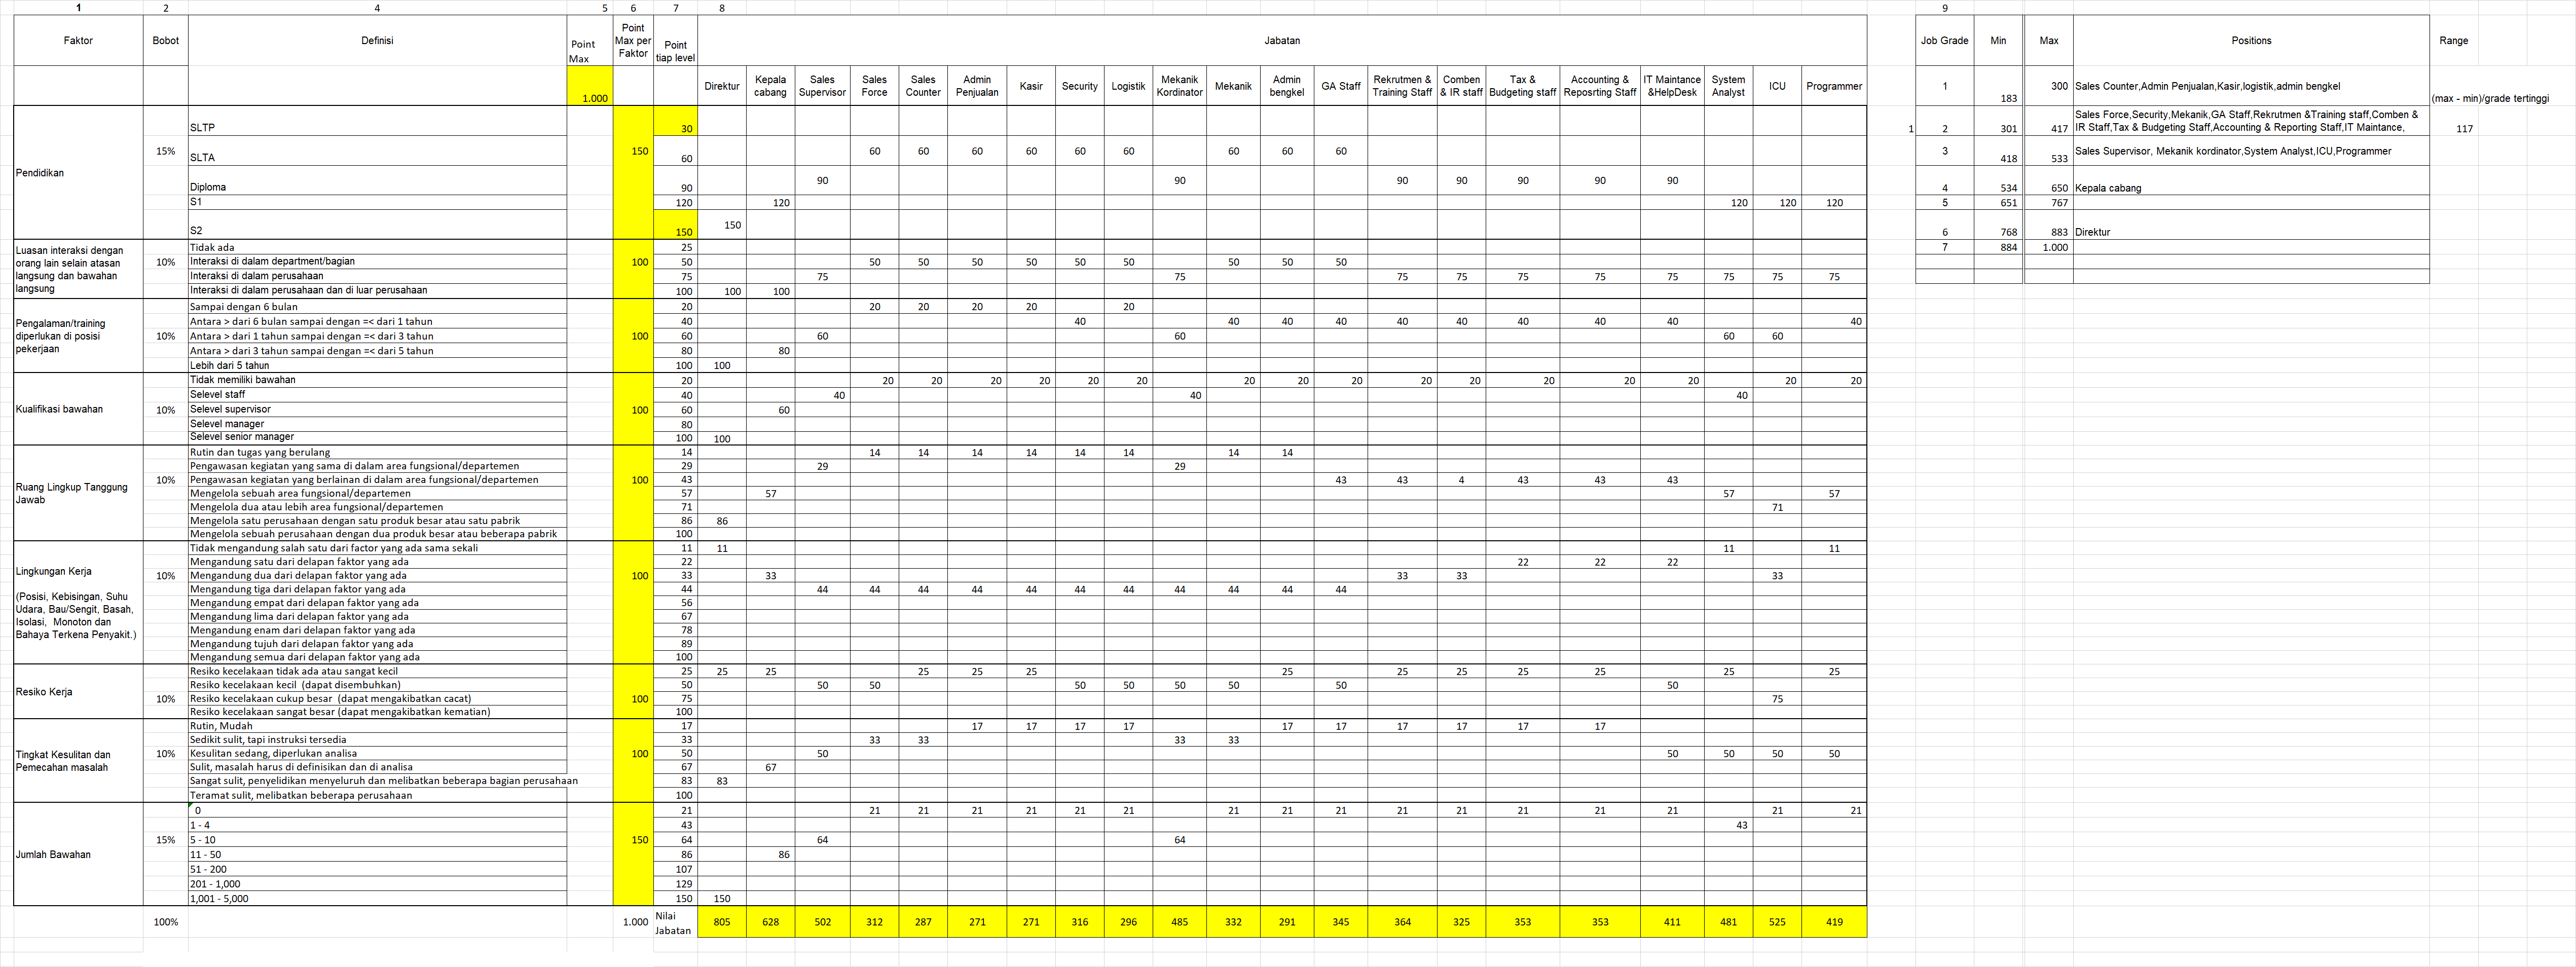 1 2 4 5 6 7 8 9
Faktor Bobot Definisi Point Max Point Max per Faktor Point tiap level Jabatan Job Grade Min Max Positions Range
1.000 Direktur Kepala cabang Sales Supervisor Sales Force Sales Counter Admin Penjualan Kasir Security Logistik Mekanik Kordinator Mekanik Admin bengkel GA Staff Rekrutmen & Training Staff Comben & IR staff Tax & Budgeting staff Accounting & Reposrting Staff IT Maintance &HelpDesk System Analyst ICU Programmer 1 183 300 Sales Counter,Admin Penjualan,Kasir,logistik,admin bengkel (max - min)/grade tertinggi
Pendidikan 15% SLTP 150 30 1 2 301 417 Sales Force,Security,Mekanik,GA Staff,Rekrutmen &Training staff,Comben & IR Staff,Tax & Budgeting Staff,Accounting & Reporting Staff,IT Maintance, 117
SLTA 60 60 60 60 60 60 60 60 60 60 3 418 533 Sales Supervisor, Mekanik kordinator,System Analyst,ICU,Programmer
Diploma 90 90 90 90 90 90 90 90 4 534 650 Kepala cabang
S1 120 120 120 120 120 5 651 767
S2 150 150 6 768 883 Direktur
Luasan interaksi dengan orang lain selain atasan langsung dan bawahan langsung 10% Tidak ada 100 25 7 884 1.000
Interaksi di dalam department/bagian 50 50 50 50 50 50 50 50 50 50
Interaksi di dalam perusahaan 75 75 75 75 75 75 75 75 75 75 75
Interaksi di dalam perusahaan dan di luar perusahaan 100 100 100
Pengalaman/training diperlukan di posisi pekerjaan 10% Sampai dengan 6 bulan 100 20 20 20 20 20 20
Antara > dari 6 bulan sampai dengan =< dari 1 tahun 40 40 40 40 40 40 40 40 40 40 40
Antara > dari 1 tahun sampai dengan =< dari 3 tahun 60 60 60 60 60
Antara > dari 3 tahun sampai dengan =< dari 5 tahun 80 80
Lebih dari 5 tahun 100 100
Kualifikasi bawahan 10% Tidak memiliki bawahan 100 20 20 20 20 20 20 20 20 20 20 20 20 20 20 20 20 20
Selevel staff 40 40 40 40
Selevel supervisor 60 60
Selevel manager 80
Selevel senior manager 100 100
Ruang Lingkup Tanggung Jawab 10% Rutin dan tugas yang berulang 100 14 14 14 14 14 14 14 14 14
Pengawasan kegiatan yang sama di dalam area fungsional/departemen 29 29 29
Pengawasan kegiatan yang berlainan di dalam area fungsional/departemen 43 43 43 4 43 43 43
Mengelola sebuah area fungsional/departemen 57 57 57 57
Mengelola dua atau lebih area fungsional/departemen 71 71
Mengelola satu perusahaan dengan satu produk besar atau satu pabrik 86 86
Mengelola sebuah perusahaan dengan dua produk besar atau beberapa pabrik 100
Lingkungan Kerja (Posisi, Kebisingan, Suhu Udara, Bau/Sengit, Basah, Isolasi, Monoton dan Bahaya Terkena Penyakit.) 10% Tidak mengandung salah satu dari factor yang ada sama sekali 100 11 11 11 11
Mengandung satu dari delapan faktor yang ada 22 22 22 22
Mengandung dua dari delapan faktor yang ada 33 33 33 33 33
Mengandung tiga dari delapan faktor yang ada 44 44 44 44 44 44 44 44 44 44 44 44
Mengandung empat dari delapan faktor yang ada 56
Mengandung lima dari delapan faktor yang ada 67
Mengandung enam dari delapan faktor yang ada 78
Mengandung tujuh dari delapan faktor yang ada 89
Mengandung semua dari delapan faktor yang ada 100
Resiko Kerja 10% Resiko kecelakaan tidak ada atau sangat kecil 100 25 25 25 25 25 25 25 25 25 25 25 25 25
Resiko kecelakaan kecil (dapat disembuhkan) 50 50 50 50 50 50 50 50 50
Resiko kecelakaan cukup besar (dapat mengakibatkan cacat) 75 75
Resiko kecelakaan sangat besar (dapat mengakibatkan kematian) 100
Tingkat Kesulitan dan Pemecahan masalah 10% Rutin, Mudah 100 17 17 17 17 17 17 17 17 17 17 17
Sedikit sulit, tapi instruksi tersedia 33 33 33 33 33
Kesulitan sedang, diperlukan analisa 50 50 50 50 50 50
Sulit, masalah harus di definisikan dan di analisa 67 67
Sangat sulit, penyelidikan menyeluruh dan melibatkan beberapa bagian perusahaan 83 83
Teramat sulit, melibatkan beberapa perusahaan 100
Jumlah Bawahan 15% 0 150 21 21 21 21 21 21 21 21 21 21 21 21 21 21 21 21 21
1 - 4 43 43
5 - 10 64 64 64
11 - 50 86 86
51 - 200 107
201 - 1,000 129
1,001 - 5,000 150 150
100% 1.000 Nilai Jabatan 805 628 502 312 287 271 271 316 296 485 332 291 345 364 325 353 353 411 481 525 419